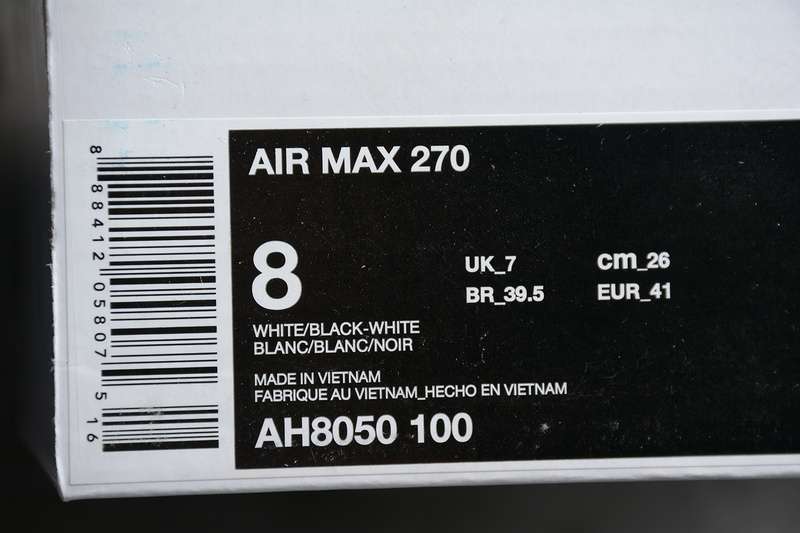 AIR MAX 270
8
UK_7 cm_26
BR_39.5 EUR_41
WHITE/BLACK-WHITE
BLANC/BLANC/NOIR
MADE IN VIETNAM
FABRIQUE AU VIETNAM_HECHO EN VIETNAM
AH8050 100
8 88412 05807 5 16